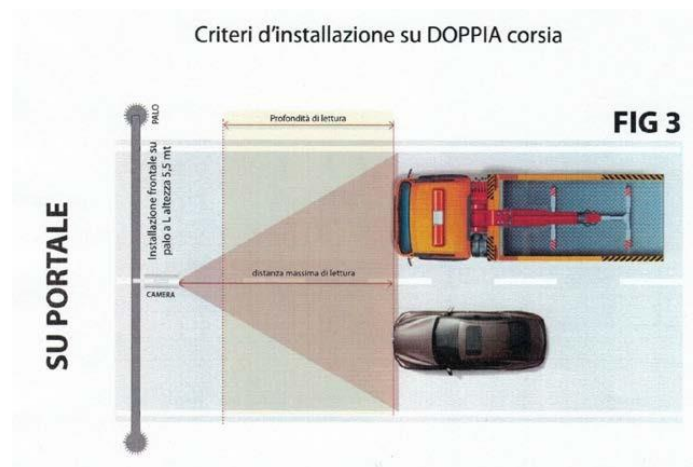 Criteri d'installazione su DOPPIA corsia
FIG 3
SU PORTALE
PALO
Installazione frontale su
palo a L altezza 5,5 mt
Profondità di lettura
distanza massima di lettura
CAMERA